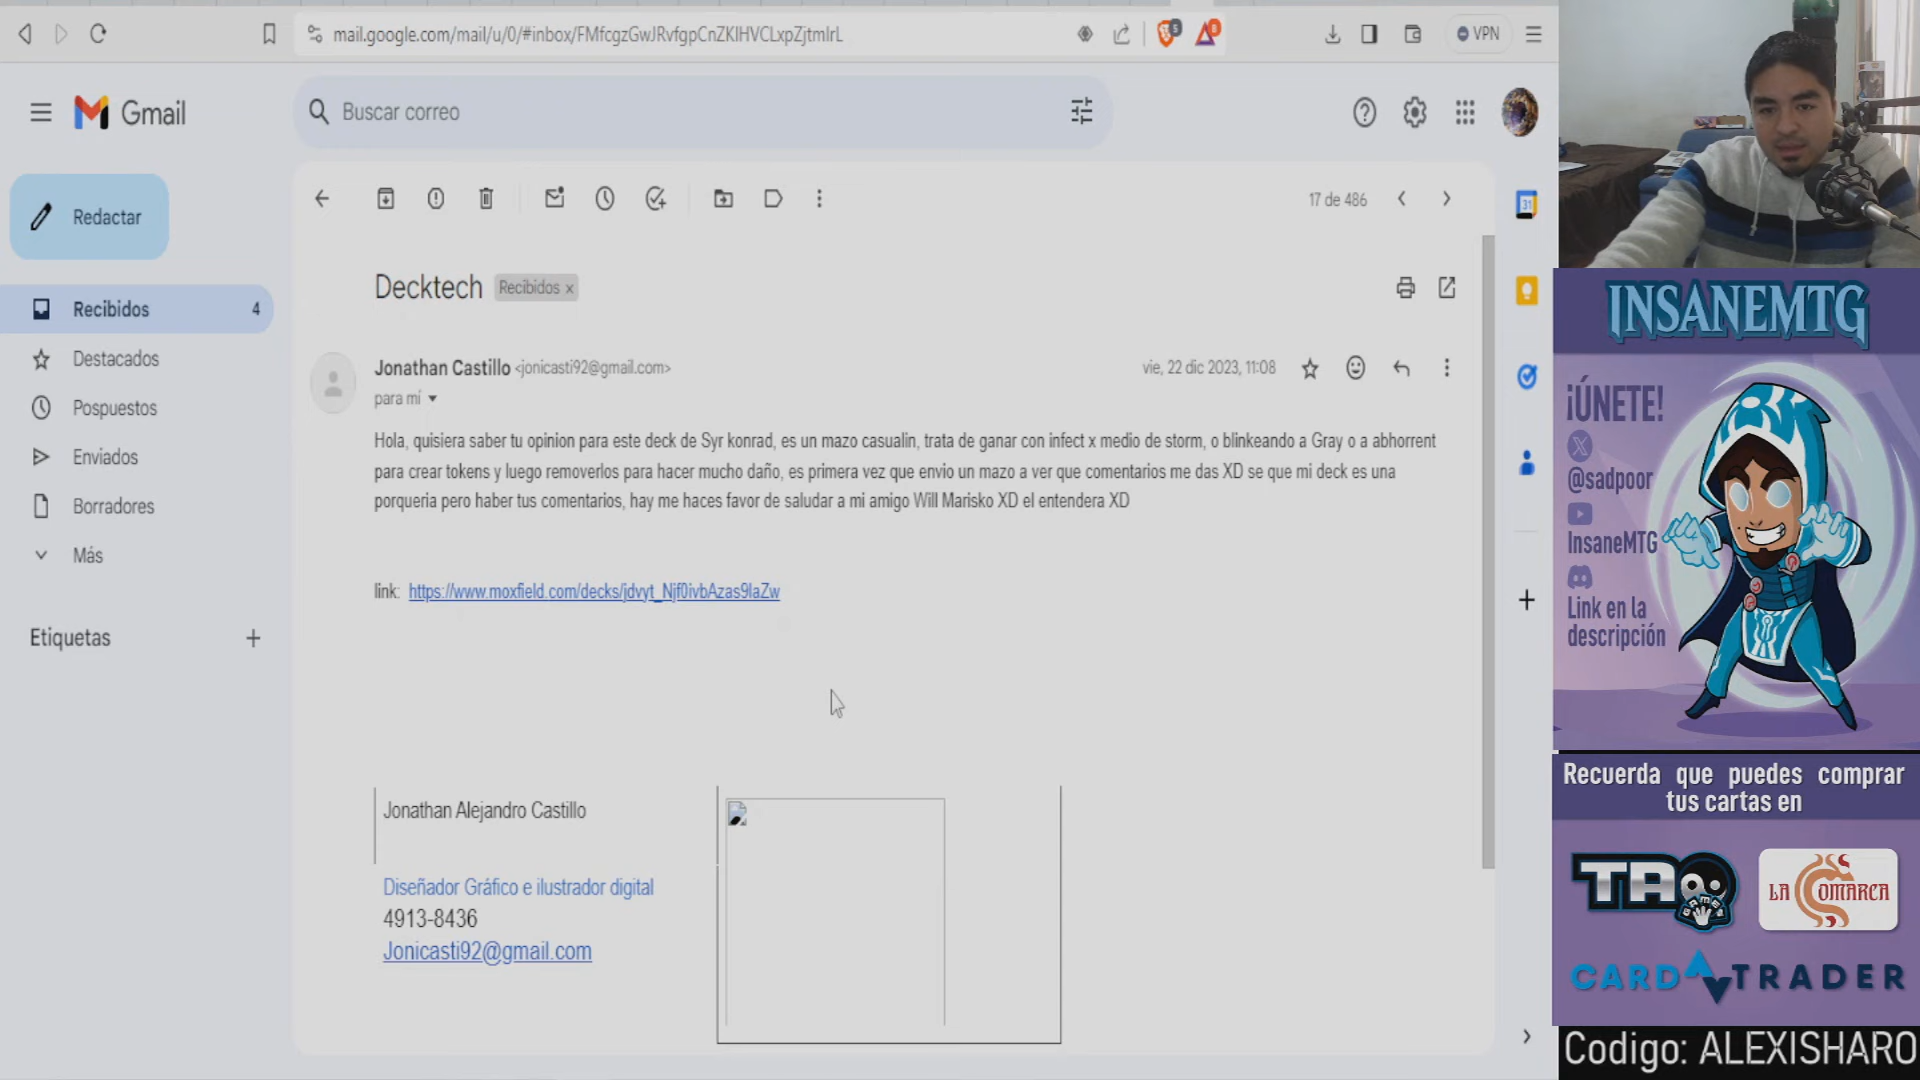 mail.google.com/mail/u/0/#inbox/FMfcgzGwJRvfgpCnZKlHVCLxpZjtmlrL
VPN
Gmail
Buscar correo
Redactar
17 de 486
Recibidos 4
Destacados
Pospuestos
Enviados
Borradores
Más
Etiquetas
Decktech Recibidos x
Jonathan Castillo <jonicasti92@gmail.com>
vie, 22 dic 2023, 11:08
para mí
Hola, quisiera saber tu opinion para este deck de Syr konrad, es un mazo casualin, trata de ganar con infect x medio de storm, o blinkeando a Gray o a abhorrent
para crear tokens y luego removerlos para hacer mucho daño, es primera vez que envio un mazo a ver que comentarios me das XD se que mi deck es una
porqueria pero haber tus comentarios, hay me haces favor de saludar a mi amigo Will Marisko XD el entendera XD
link: https://www.moxfield.com/decks/jdvyt_Njf0ivbAzas9laZw
Jonathan Alejandro Castillo
Diseñador Gráfico e ilustrador digital
4913-8436
Jonicasti92@gmail.com
31
INSANEMTG
¡ÚNETE!
@sadpoor
InsaneMTG
Link en la
descripción
Recuerda que puedes comprar
tus cartas en
TAO
GAMES
LA COMARCA
CARDTRADER
Codigo: ALEXISHARO